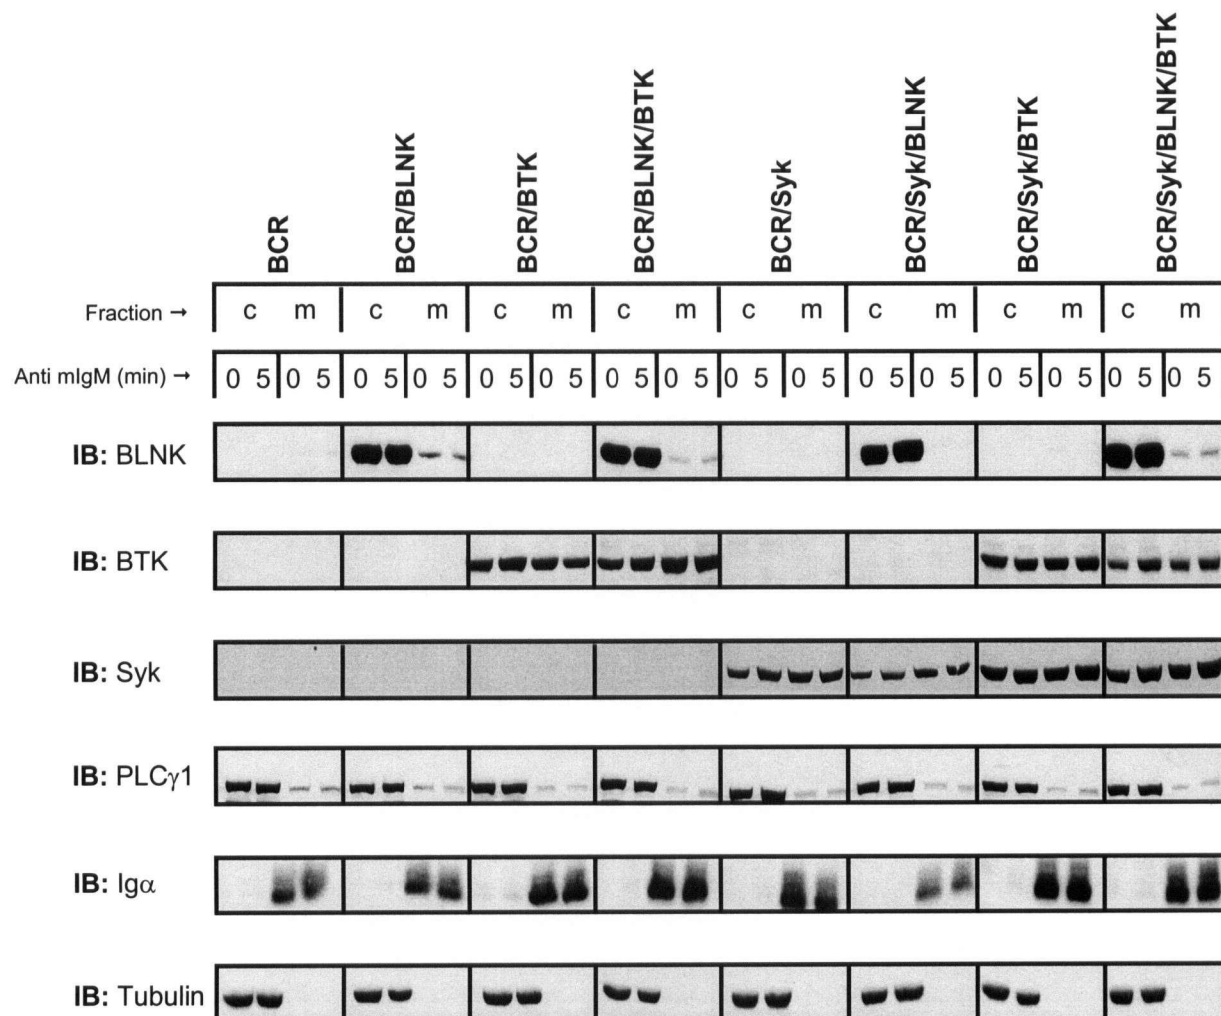 BCR
BCR/BLNK
BCR/BTK
BCR/BLNK/BTK
BCR/Syk
BCR/Syk/BLNK
BCR/Syk/BTK
BCR/Syk/BLNK/BTK
Fraction → c m c m c m c m c m c m c m c m
Anti mIgM (min) → 0 5 0 5 0 5 0 5 0 5 0 5 0 5 0 5 0 5 0 5 0 5 0 5 0 5 0 5 0 5 0 5
IB: BLNK
IB: BTK
IB: Syk
IB: PLCγ1
IB: Igα
IB: Tubulin